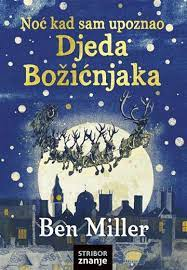 Noć kad sam upoznao
Djeda
Božićnjaka
Ben Miller
STRIBOR
znanje